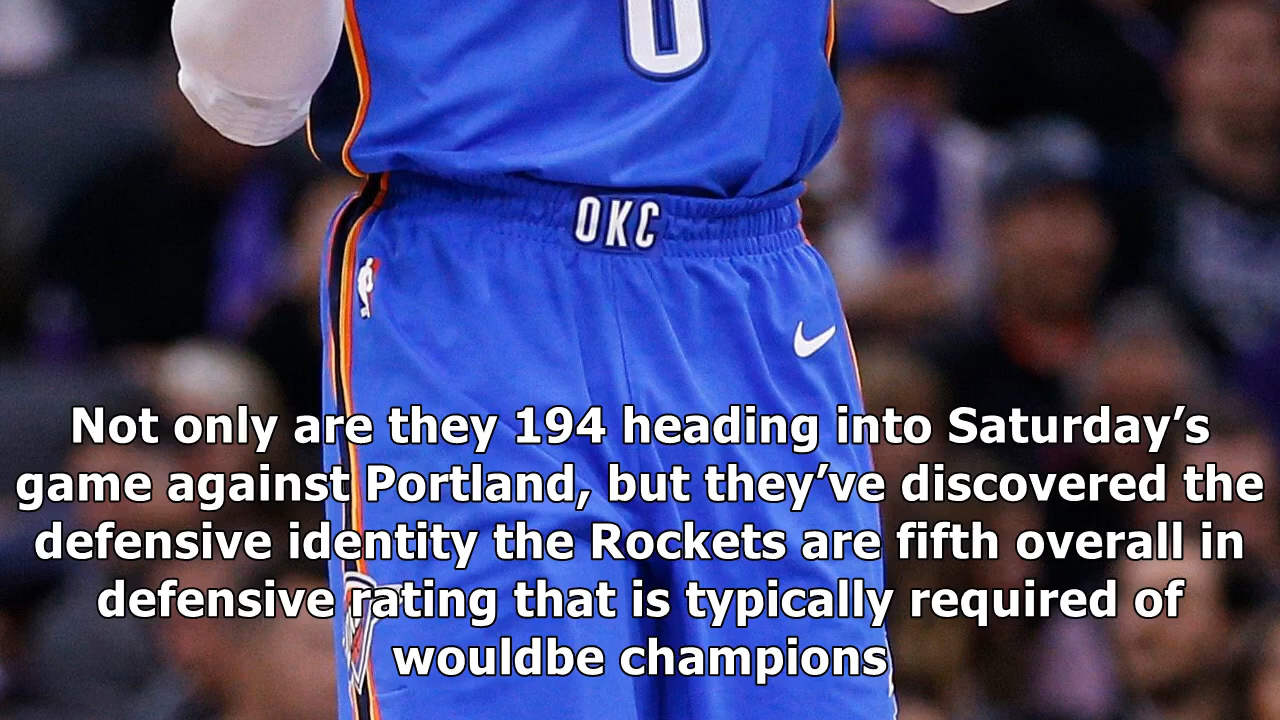 0
OKC
Not only are they 194 heading into Saturday’s
game against Portland, but they’ve discovered the
defensive identity the Rockets are fifth overall in
defensive rating that is typically required of
wouldbe champions